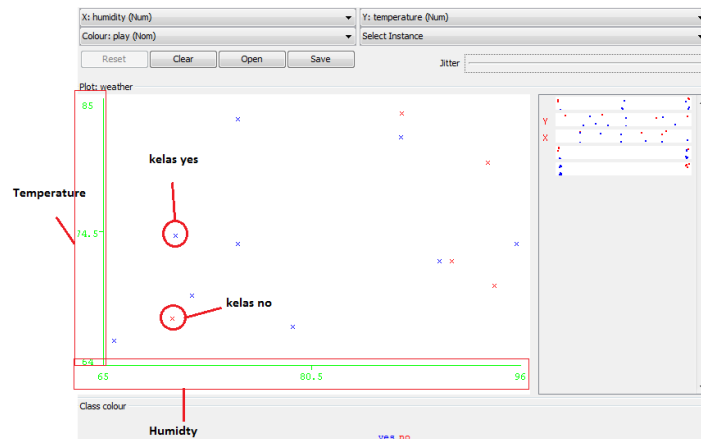 X: humidity (Num) Y: temperature (Num)
Colour: play (Nom) Select Instance
Reset Clear Open Save Jitter
Plot: weather
85
Y
X
kelas yes
Temperature
74.5
kelas no
64
65 80.5 96
Class colour
Humidty
yes no